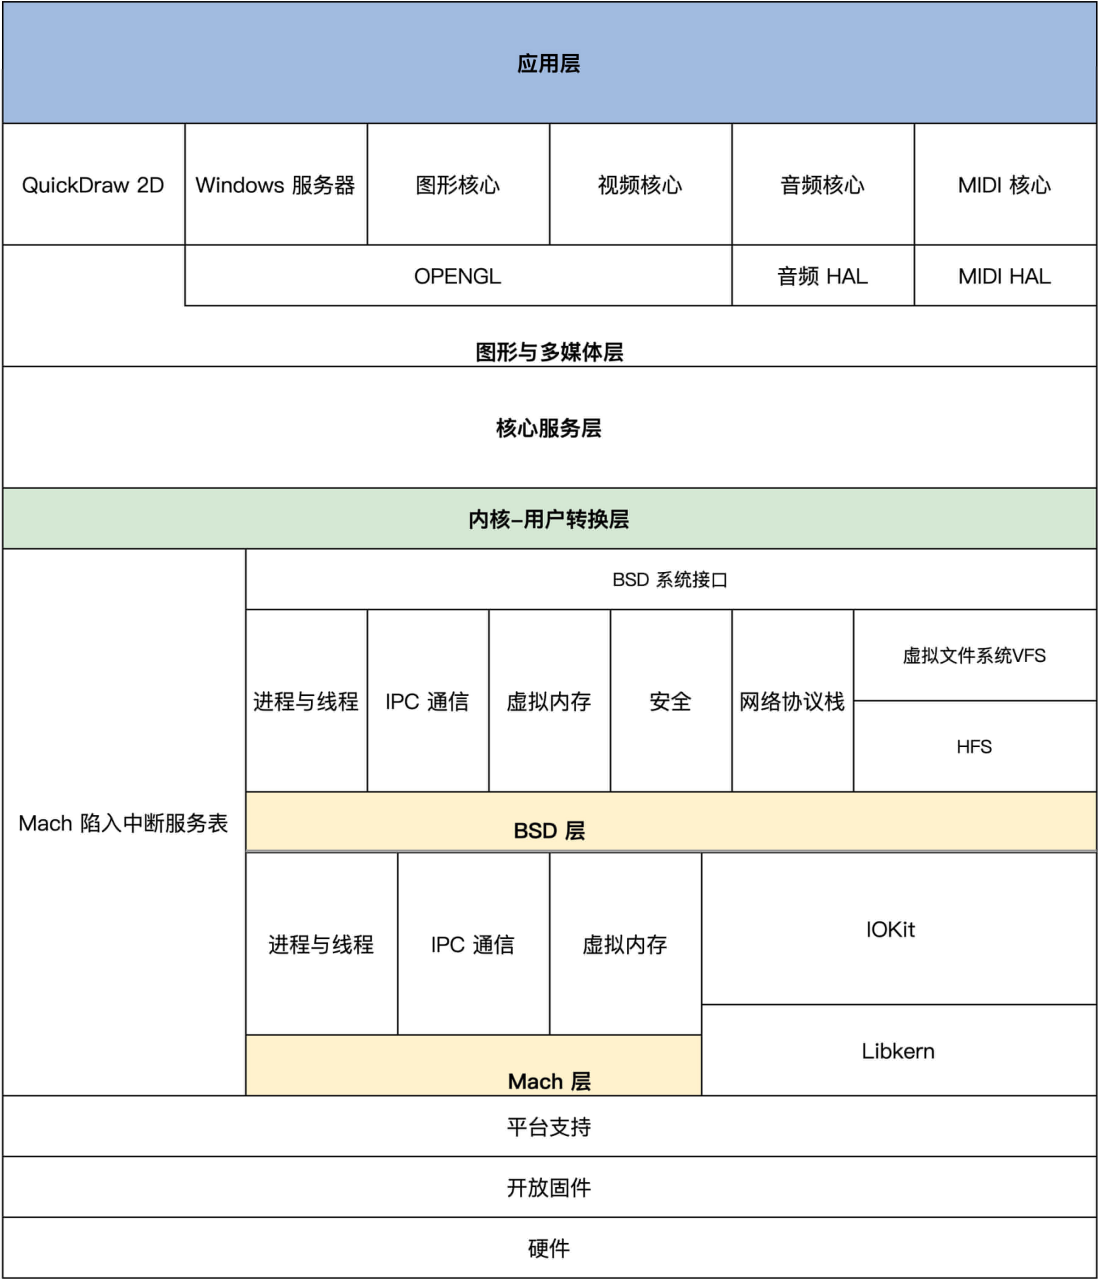 应用层
QuickDraw 2D
Windows 服务器
图形核心
视频核心
音频核心
MIDI 核心
OPENGL
音频 HAL
MIDI HAL
图形与多媒体层
核心服务层
内核-用户转换层
BSD 系统接口
进程与线程
IPC 通信
虚拟内存
安全
网络协议栈
虚拟文件系统VFS
HFS
Mach 陷入中断服务表
BSD 层
进程与线程
IPC 通信
虚拟内存
IOKit
Libkern
Mach 层
平台支持
开放固件
硬件